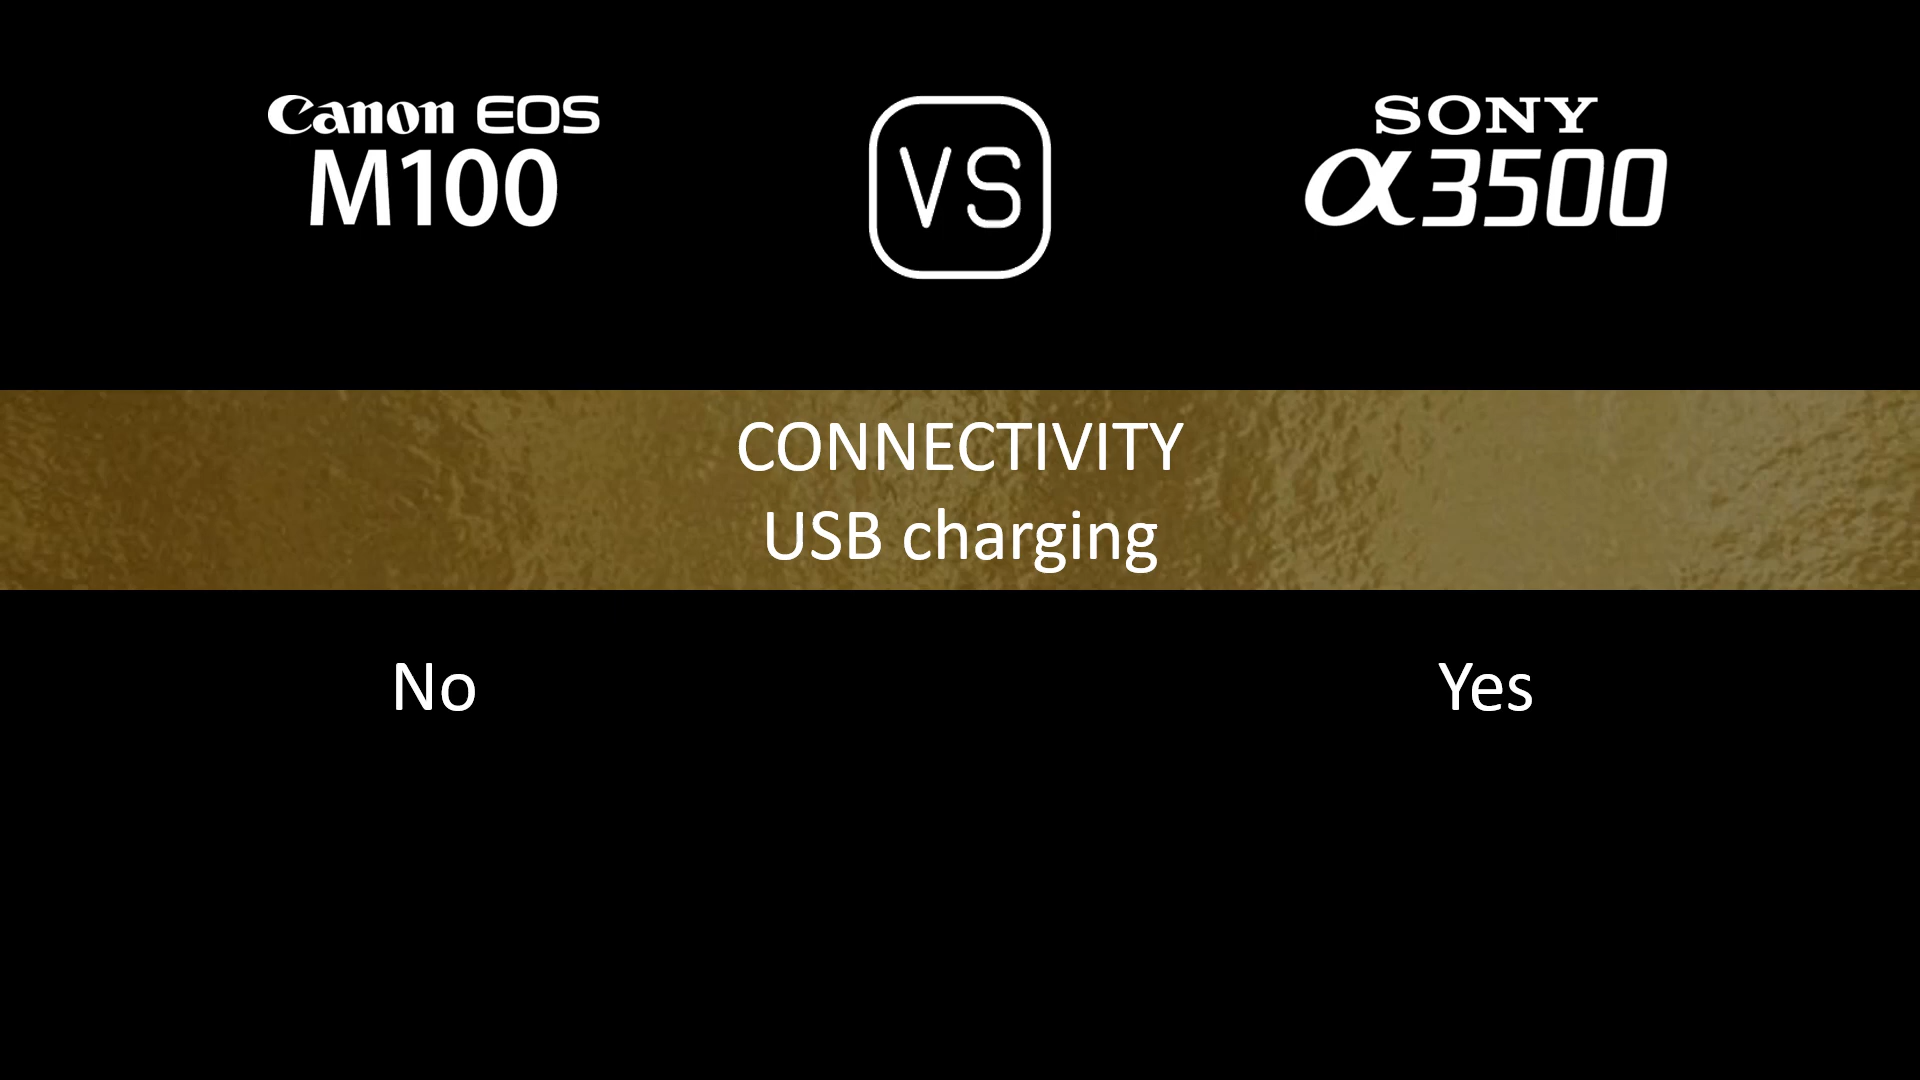 Canon EOS
M100
VS
SONY
α3500
CONNECTIVITY
USB charging
No
Yes